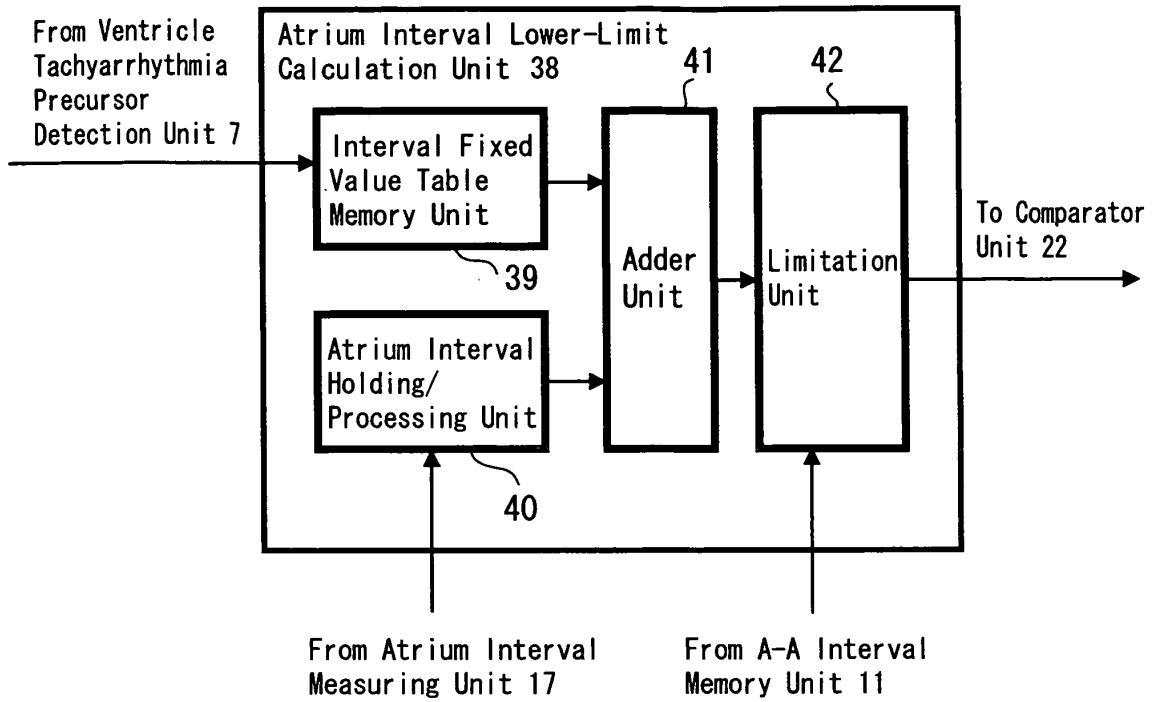 From Ventricle
Tachyarrhythmia
Precursor
Detection Unit 7
Atrium Interval Lower-Limit
Calculation Unit 38
41
42
Interval Fixed
Value Table
Memory Unit
39
Adder
Unit
Limitation
Unit
To Comparator
Unit 22
Atrium Interval
Holding/
Processing Unit
40
From Atrium Interval
Measuring Unit 17
From A-A Interval
Memory Unit 11